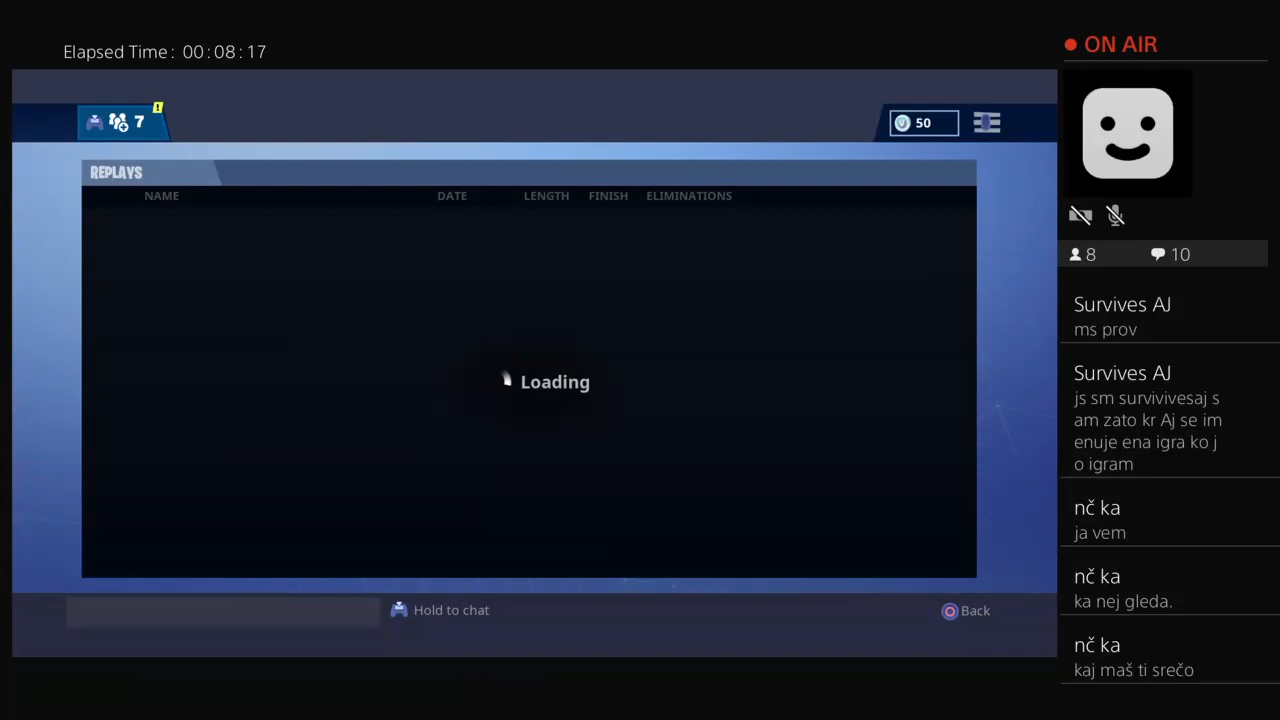 Elapsed Time: 00:08:17
ON AIR
7
!
50
REPLAYS
NAME DATE LENGTH FINISH ELIMINATIONS
Loading
Hold to chat
Back
8 10
Survives AJ
ms prov
Survives AJ
js sm survivivesaj s
am zato kr Aj se im
enuje ena igra ko j
o igram
nč ka
ja vem
nč ka
ka nej gleda.
nč ka
kaj maš ti srečo